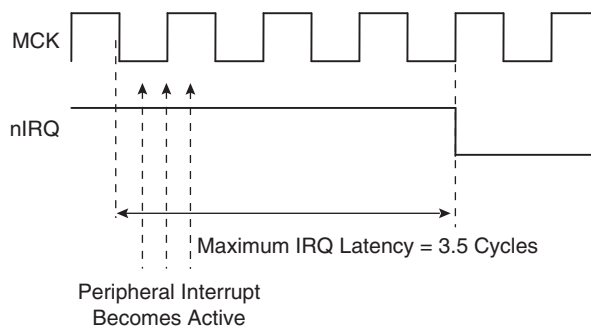 MCK
nIRQ
Maximum IRQ Latency = 3.5 Cycles
Peripheral Interrupt
Becomes Active